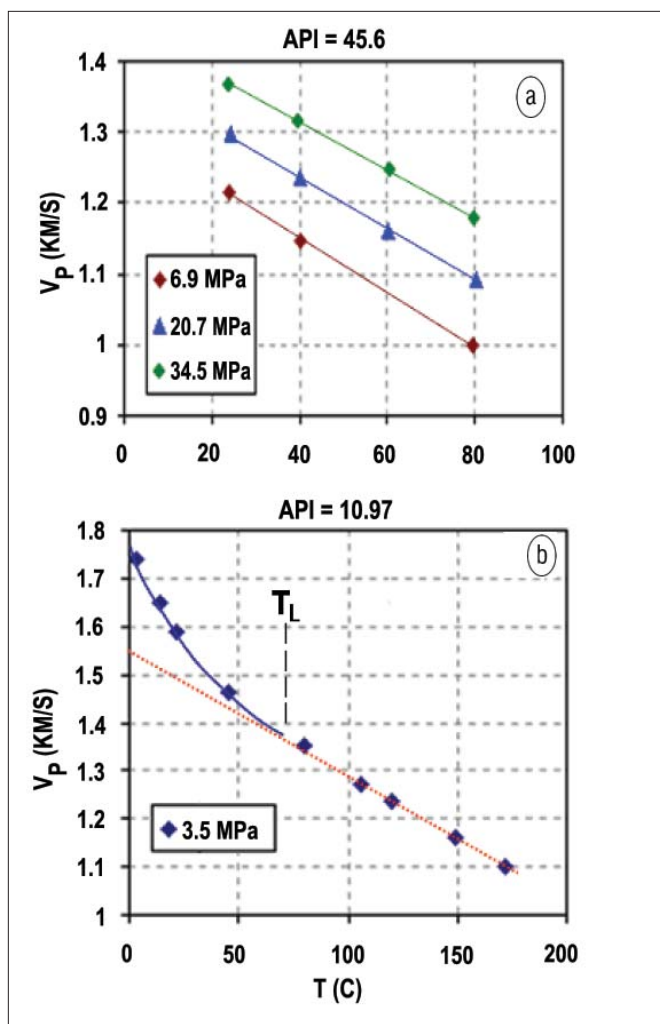 API = 45.6
a
1.4
1.3
1.2
1.1
1
0.9
VP (KM/S)
6.9 MPa
20.7 MPa
34.5 MPa
0 20 40 60 80 100
API = 10.97
b
1.8
1.7
1.6
1.5
1.4
1.3
1.2
1.1
1
VP (KM/S)
TL
3.5 MPa
0 50 100 150 200
T (C)